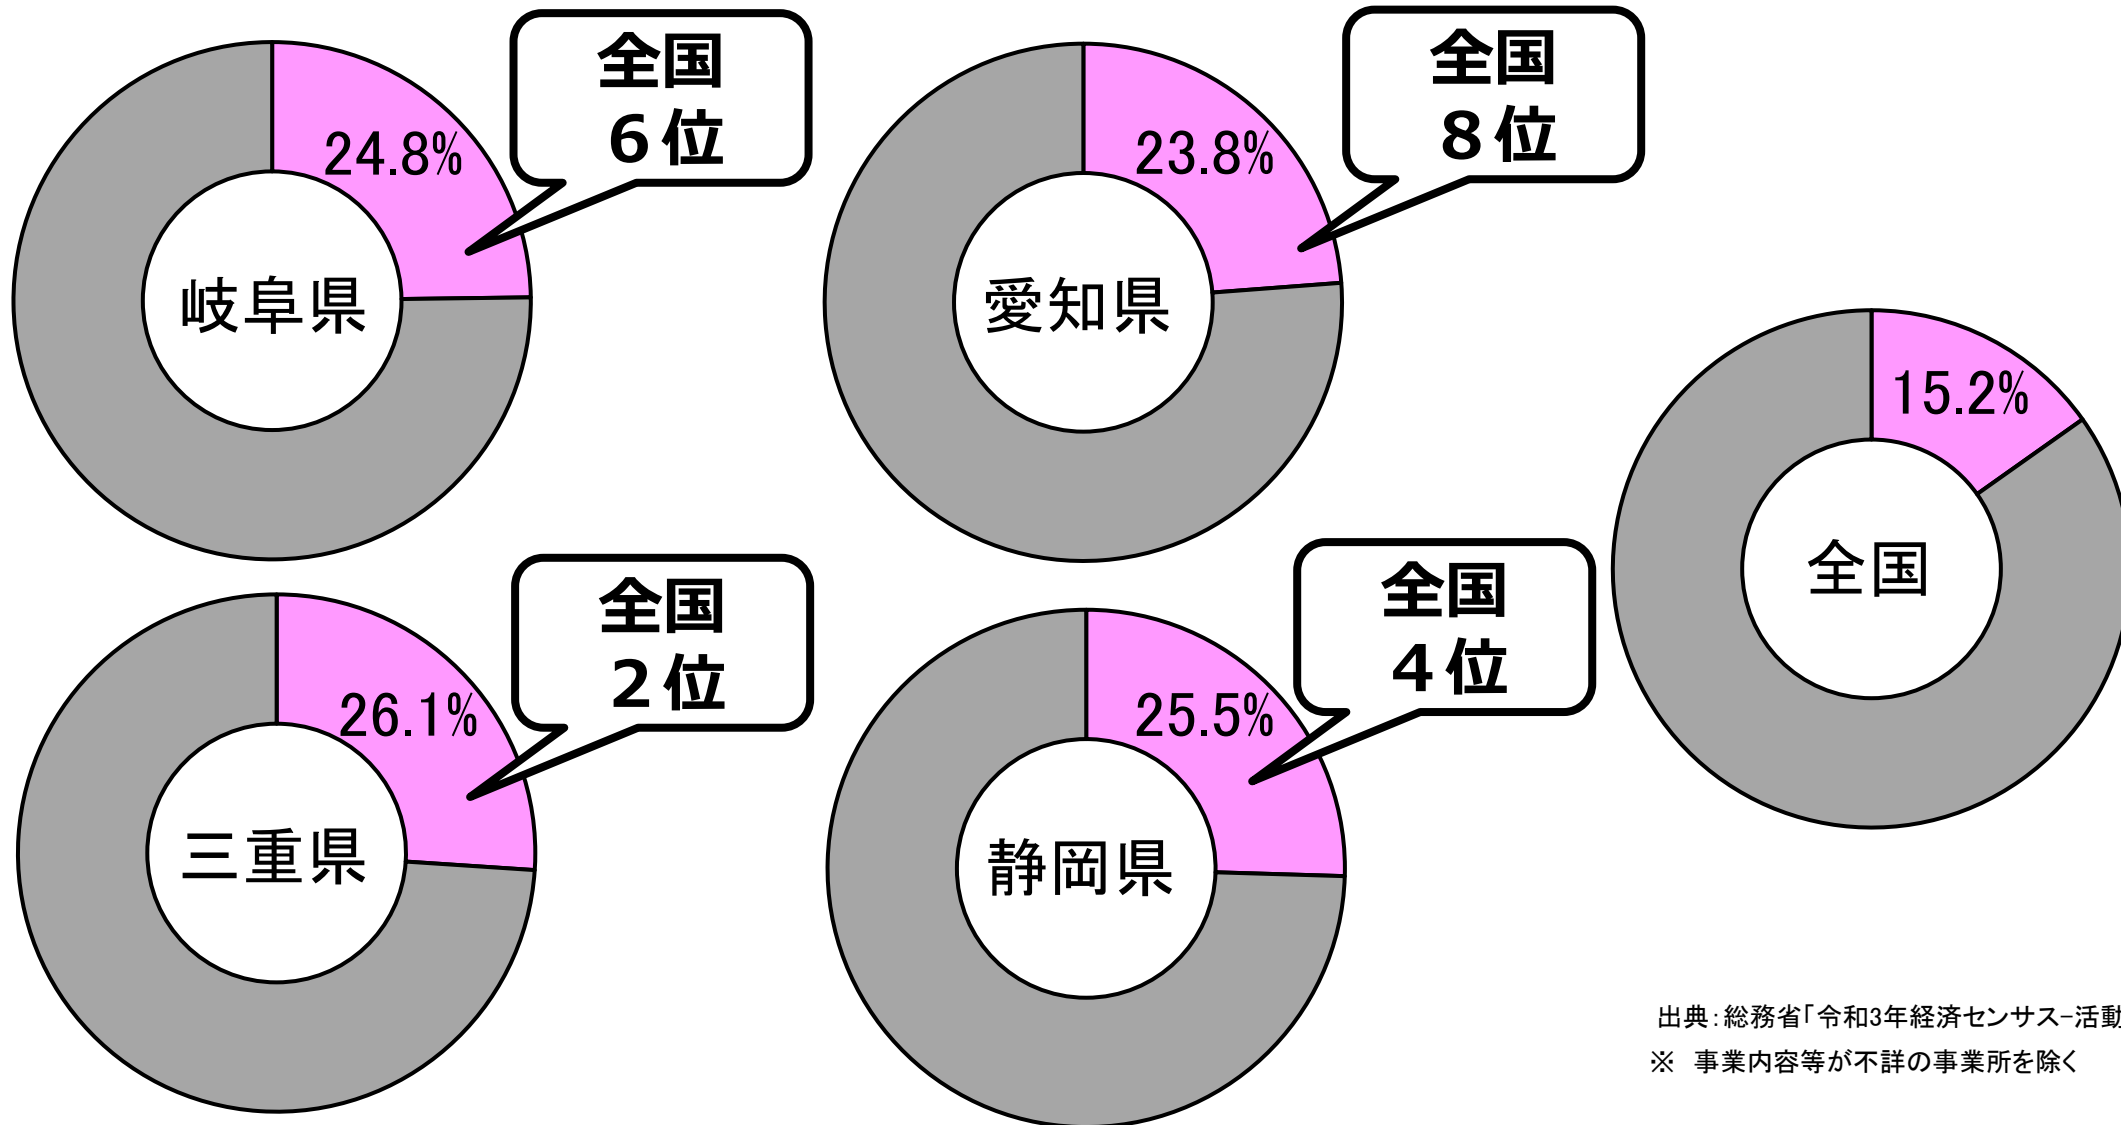 全国
６位
24.8%
岐阜県
全国
８位
23.8%
愛知県
15.2%
全国
全国
２位
26.1%
三重県
全国
４位
25.5%
静岡県
出典：総務省「令和3年経済センサス-活動
※　事業内容等が不詳の事業所を除く